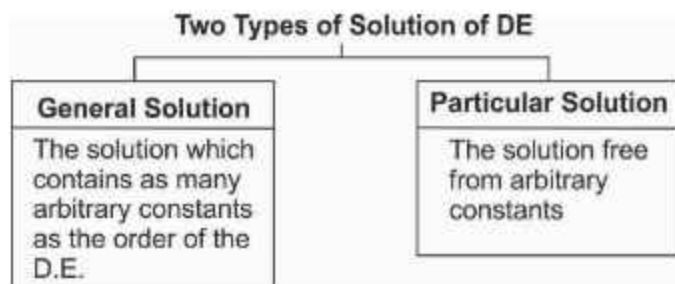 Two Types of Solution of DE
General Solution
The solution which
contains as many
arbitrary constants
as the order of the
D.E.
Particular Solution
The solution free
from arbitrary
constants